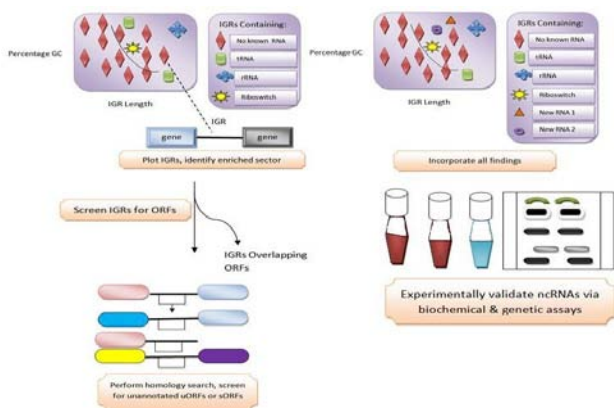 Percentage GC
IGR Length
IGRs Containing:
No known RNA
tRNA
rRNA
Riboswitch
IGR
gene
gene
Plot IGRs, identify enriched sector
Screen IGRs for ORFs
IGRs Overlapping
ORFs
Perform homology search, screen
for unannotated uORFs or sORFs
Percentage GC
IGR Length
IGRs Containing:
No known RNA
tRNA
rRNA
Riboswitch
New RNA 1
New RNA 2
Incorporate all findings
Experimentally validate ncRNAs via
biochemical & genetic assays